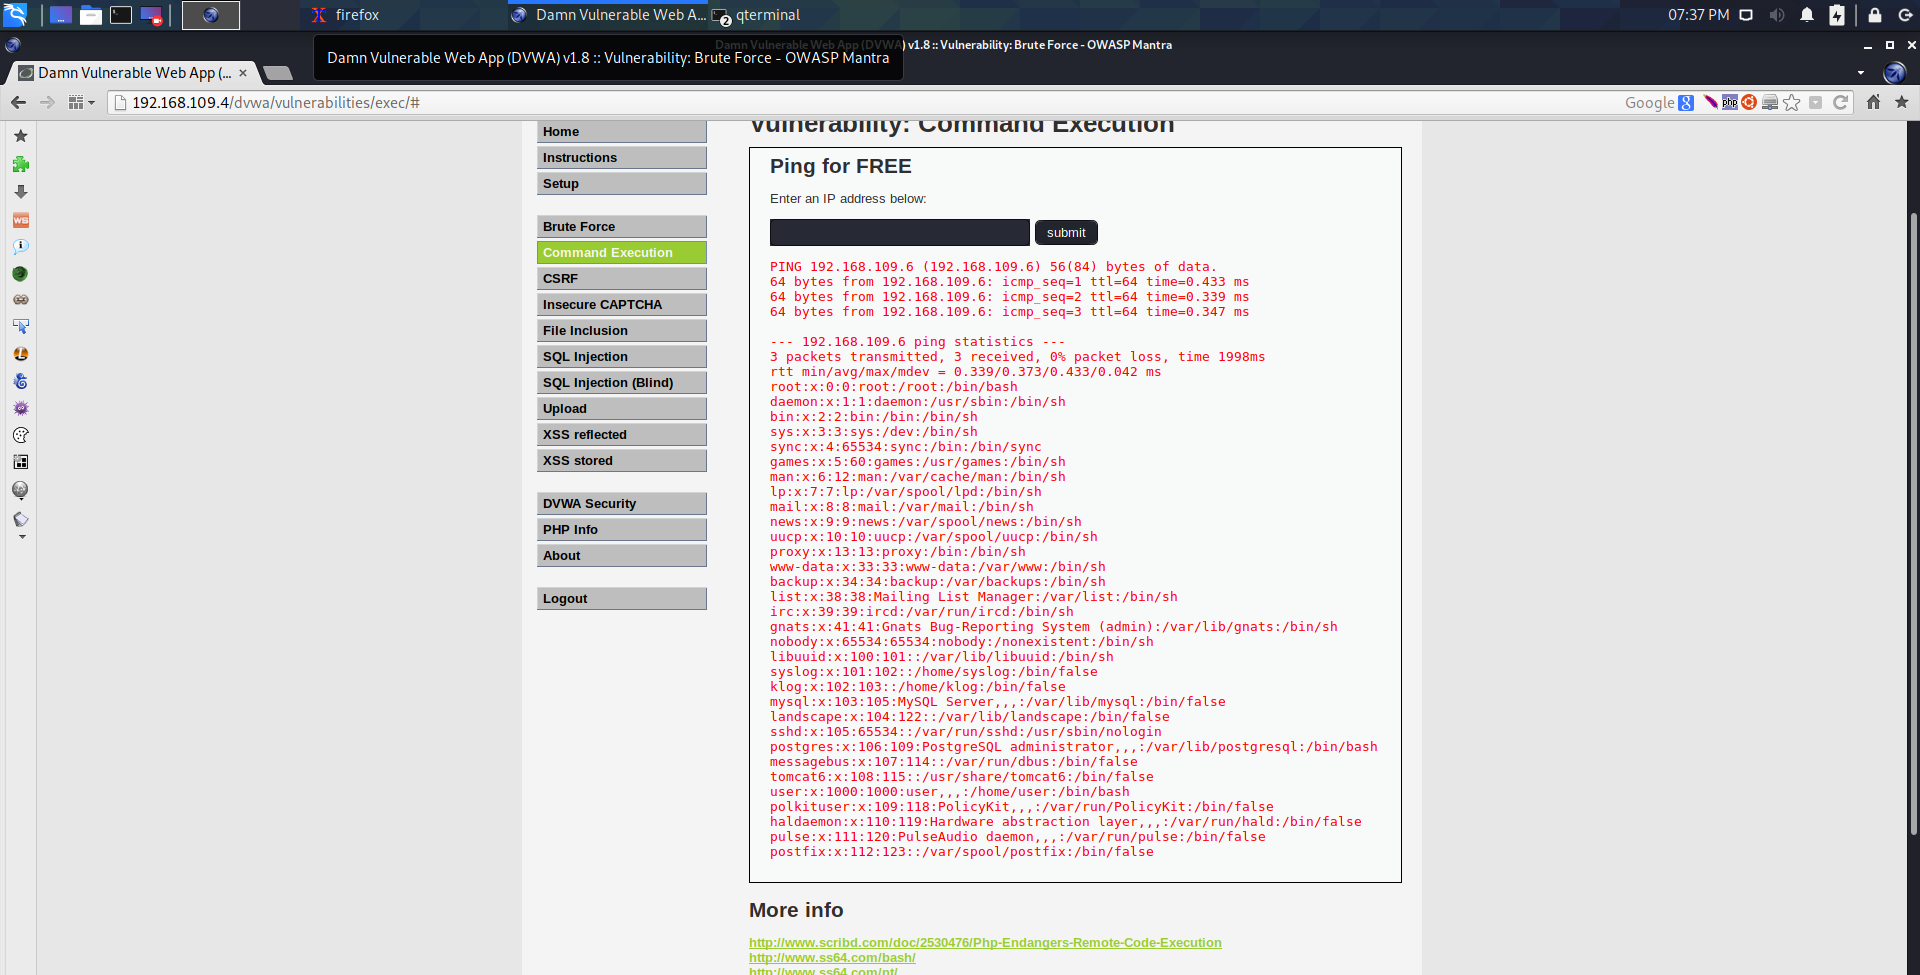 firefox
Damn Vulnerable Web A...
2
qterminal
07:37 PM
Damn Vulnerable Web App (DVWA) v1.8 :: Vulnerability: Brute Force - OWASP Mantra
Damn Vulnerable Web App (DVWA) v1.8 :: Vulnerability: Brute Force - OWASP Mantra
Damn Vulnerable Web App (...
192.168.109.4/dvwa/vulnerabilities/exec/#
Google
php
Home
Instructions
Setup
Brute Force
Command Execution
CSRF
Insecure CAPTCHA
File Inclusion
SQL Injection
SQL Injection (Blind)
Upload
XSS reflected
XSS stored
DVWA Security
PHP Info
About
Logout
Vulnerability: Command Execution
Ping for FREE
Enter an IP address below:
submit
PING 192.168.109.6 (192.168.109.6) 56(84) bytes of data.
64 bytes from 192.168.109.6: icmp_seq=1 ttl=64 time=0.433 ms
64 bytes from 192.168.109.6: icmp_seq=2 ttl=64 time=0.339 ms
64 bytes from 192.168.109.6: icmp_seq=3 ttl=64 time=0.347 ms
--- 192.168.109.6 ping statistics ---
3 packets transmitted, 3 received, 0% packet loss, time 1998ms
rtt min/avg/max/mdev = 0.339/0.373/0.433/0.042 ms
root:x:0:0:root:/root:/bin/bash
daemon:x:1:1:daemon:/usr/sbin:/bin/sh
bin:x:2:2:bin:/bin:/bin/sh
sys:x:3:3:sys:/dev:/bin/sh
sync:x:4:65534:sync:/bin:/bin/sync
games:x:5:60:games:/usr/games:/bin/sh
man:x:6:12:man:/var/cache/man:/bin/sh
lp:x:7:7:lp:/var/spool/lpd:/bin/sh
mail:x:8:8:mail:/var/mail:/bin/sh
news:x:9:9:news:/var/spool/news:/bin/sh
uucp:x:10:10:uucp:/var/spool/uucp:/bin/sh
proxy:x:13:13:proxy:/bin:/bin/sh
www-data:x:33:33:www-data:/var/www:/bin/sh
backup:x:34:34:backup:/var/backups:/bin/sh
list:x:38:38:Mailing List Manager:/var/list:/bin/sh
irc:x:39:39:ircd:/var/run/ircd:/bin/sh
gnats:x:41:41:Gnats Bug-Reporting System (admin):/var/lib/gnats:/bin/sh
nobody:x:65534:65534:nobody:/nonexistent:/bin/sh
libuuid:x:100:101::/var/lib/libuuid:/bin/sh
syslog:x:101:102::/home/syslog:/bin/false
klog:x:102:103::/home/klog:/bin/false
mysql:x:103:105:MySQL Server,,,:/var/lib/mysql:/bin/false
landscape:x:104:122::/var/lib/landscape:/bin/false
sshd:x:105:65534::/var/run/sshd:/usr/sbin/nologin
postgres:x:106:109:PostgreSQL administrator,,,:/var/lib/postgresql:/bin/bash
messagebus:x:107:114::/var/run/dbus:/bin/false
tomcat6:x:108:115::/usr/share/tomcat6:/bin/false
user:x:1000:1000:user,,,:/home/user:/bin/bash
polkituser:x:109:118:PolicyKit,,,:/var/run/PolicyKit:/bin/false
haldaemon:x:110:119:Hardware abstraction layer,,,:/var/run/hald:/bin/false
pulse:x:111:120:PulseAudio daemon,,,:/var/run/pulse:/bin/false
postfix:x:112:123::/var/spool/postfix:/bin/false
More info
http://www.scribd.com/doc/2530476/Php-Endangers-Remote-Code-Execution
http://www.ss64.com/bash/
http://www.ss64.com/nt/